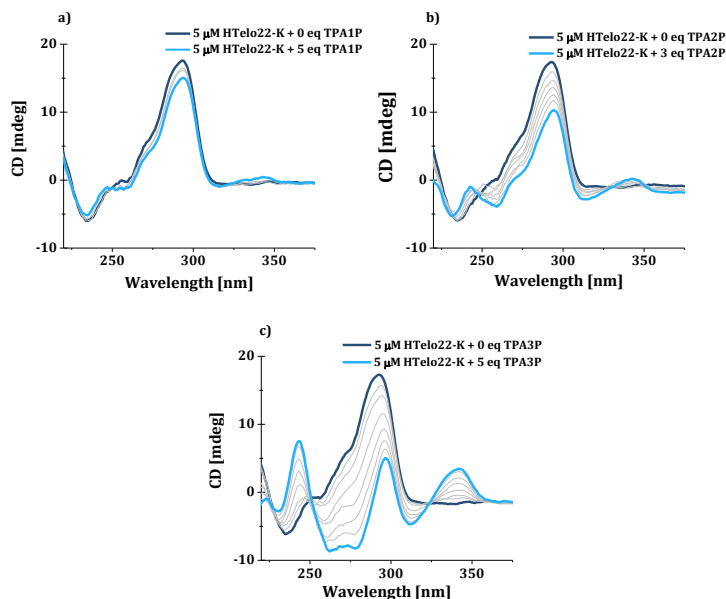 a)
5 μM HTelo22-K + 0 eq TPA1P
5 μM HTelo22-K + 5 eq TPA1P
20
10
0
-10
CD [mdeg]
250
300
350
Wavelength [nm]
b)
5 μM HTelo22-K + 0 eq TPA2P
5 μM HTelo22-K + 3 eq TPA2P
20
10
0
-10
CD [mdeg]
250
300
350
Wavelength [nm]
c)
5 μM HTelo22-K + 0 eq TPA3P
5 μM HTelo22-K + 5 eq TPA3P
20
10
0
-10
CD [mdeg]
250
300
350
Wavelength [nm]